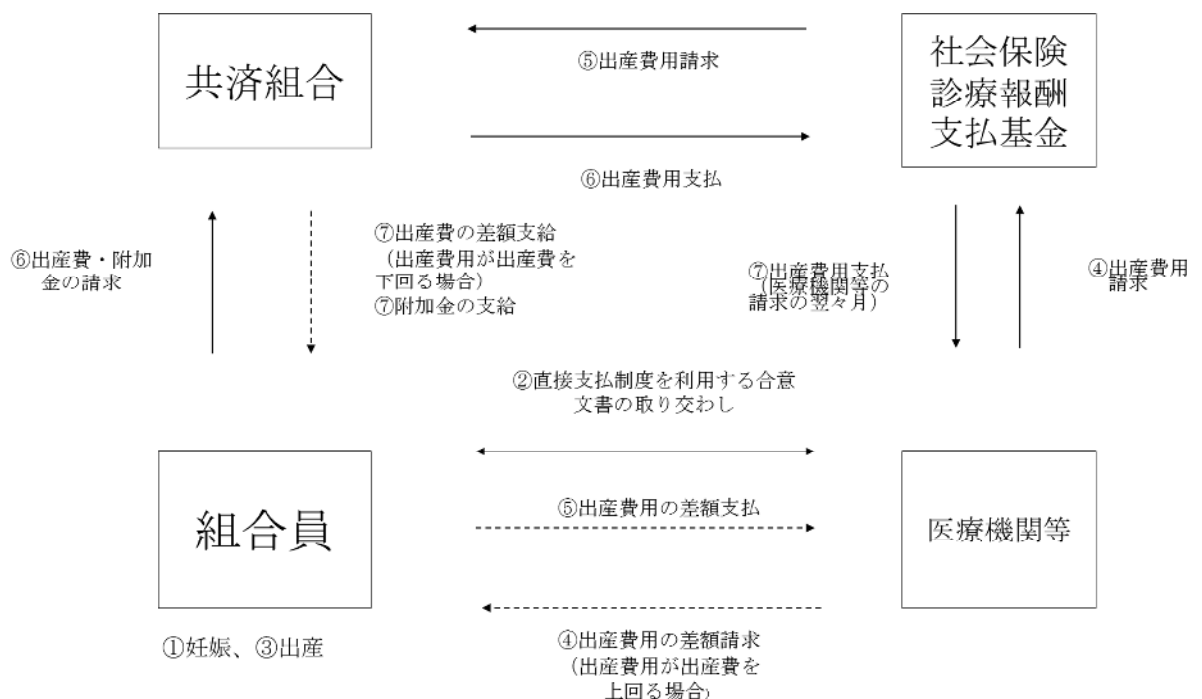 共済組合
⑤出産費用請求
社会保険
診療報酬
支払基金
⑥出産費用支払
⑥出産費・附加
金の請求
⑦出産費の差額支給
(出産費用が出産費を
下回る場合)
⑦附加金の支給
⑦出産費用支払
(医療機関等の
請求の翌々月)
④出産費用
請求
②直接支払制度を利用する合意
文書の取り交わし
組合員
⑤出産費用の差額支払
医療機関等
①妊娠、③出産
④出産費用の差額請求
(出産費用が出産費を
上回る場合)